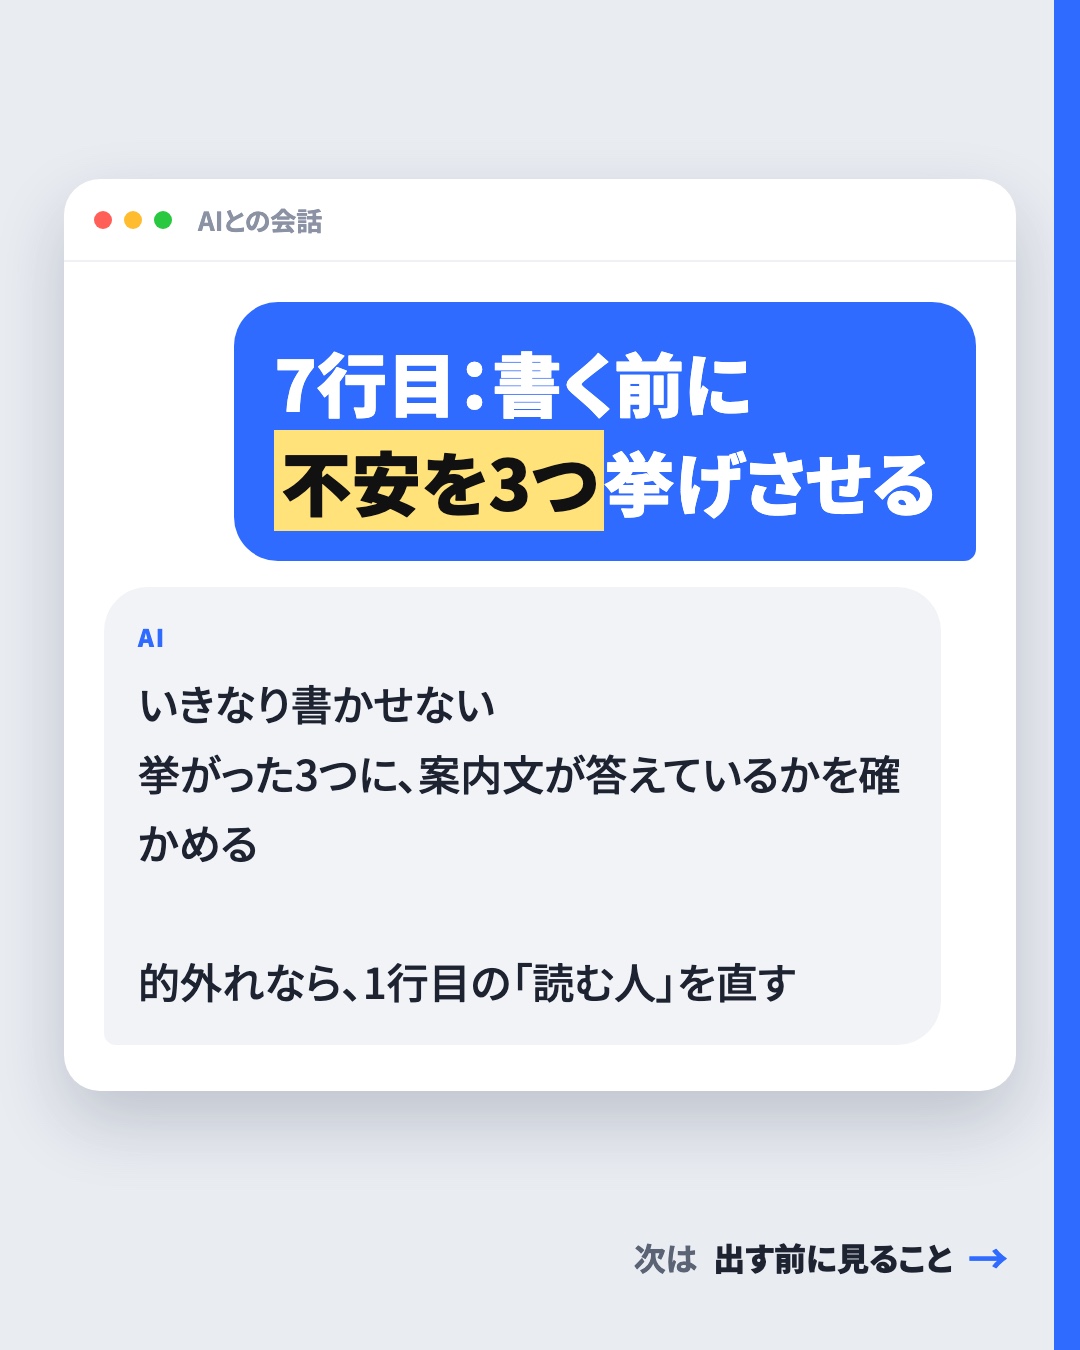 AIとの会話
7行目：書く前に
不安を3つ挙げさせる
AI
いきなり書かせない
挙がった3つに、案内文が答えているかを確
かめる
的外れなら、1行目の「読む人」を直す
次は 出す前に見ること →